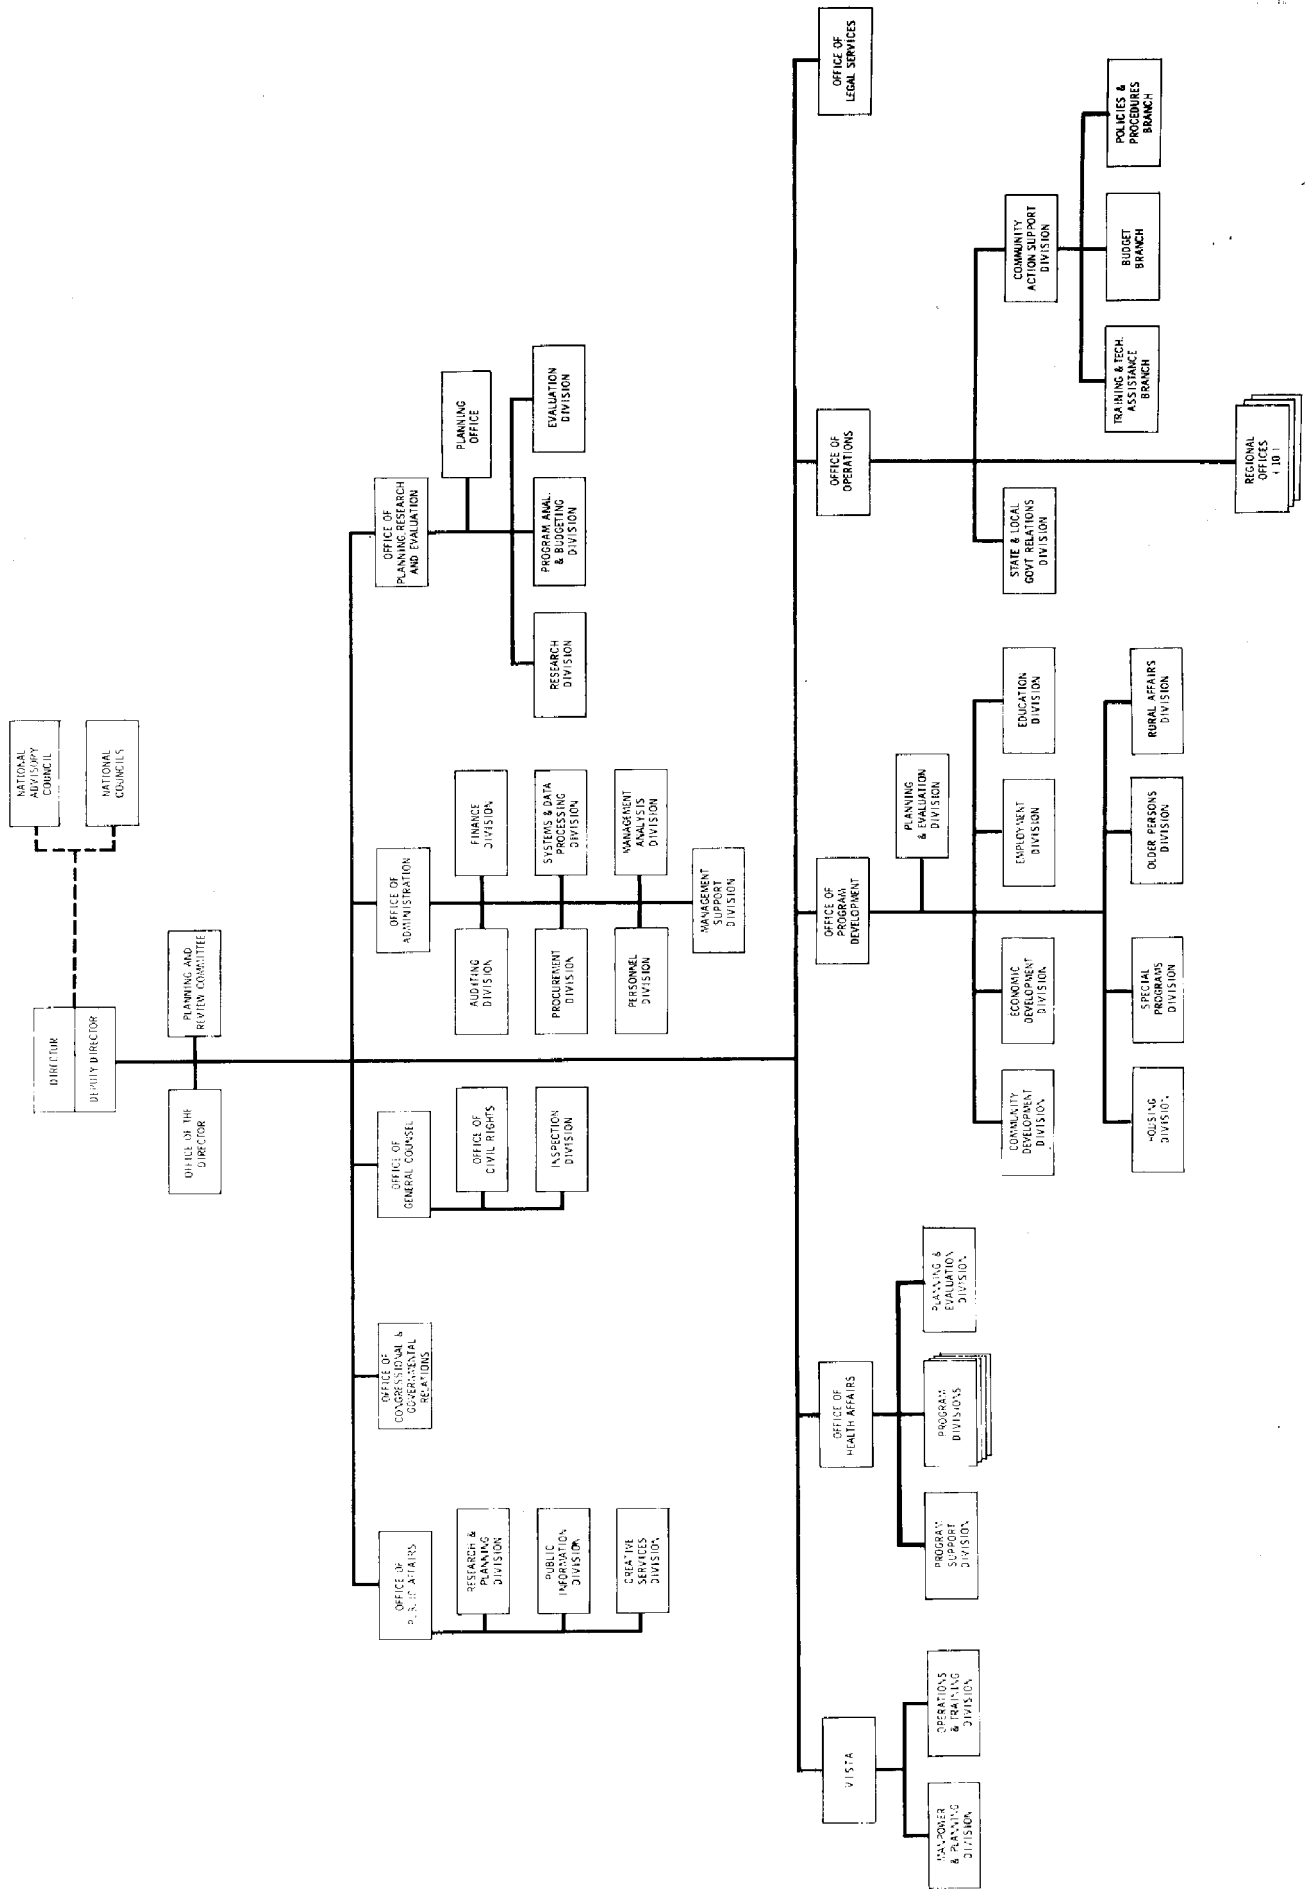 NATIONAL
ADVISORY
COUNCIL
NATIONAL
COUNCILS
DIRECTOR
DEPUTY DIRECTOR
OFFICE OF THE
DIRECTOR
PLANNING AND
REVIEW COMMITTEE
OFFICE OF
PUBLIC AFFAIRS
RESEARCH &
PLANNING
DIVISION
PUBLIC
INFORMATION
DIVISION
CREATIVE
SERVICES
DIVISION
OFFICE OF
CONGRESSIONAL &
GOVERNMENTAL
RELATIONS
OFFICE OF
GENERAL COUNSEL
OFFICE OF
CIVIL RIGHTS
INSPECTION
DIVISION
OFFICE OF
ADMINISTRATION
AUDITING
DIVISION
FINANCE
DIVISION
PROCUREMENT
DIVISION
SYSTEMS & DATA
PROCESSING
DIVISION
PERSONNEL
DIVISION
MANAGEMENT
ANALYSIS
DIVISION
MANAGEMENT
SUPPORT
DIVISION
OFFICE OF
PLANNING, RESEARCH
AND EVALUATION
PLANNING
OFFICE
RESEARCH
DIVISION
PROGRAM ANAL.
& BUDGETING
DIVISION
EVALUATION
DIVISION
VISTA
MANPOWER
& PLANNING
DIVISION
OPERATIONS
& TRAINING
DIVISION
OFFICE OF
HEALTH AFFAIRS
PROGRAM
SUPPORT
DIVISION
PROGRAM
DIVISIONS
PLANNING &
EVALUATION
DIVISION
OFFICE OF
PROGRAM
DEVELOPMENT
PLANNING
& EVALUATION
DIVISION
COMMUNITY
DEVELOPMENT
DIVISION
ECONOMIC
DEVELOPMENT
DIVISION
EMPLOYMENT
DIVISION
EDUCATION
DIVISION
HOUSING
DIVISION
SPECIAL
PROGRAMS
DIVISION
OLDER PERSONS
DIVISION
RURAL AFFAIRS
DIVISION
OFFICE OF
OPERATIONS
STATE & LOCAL
GOVT RELATIONS
DIVISION
COMMUNITY
ACTION SUPPORT
DIVISION
TRAINING & TECH.
ASSISTANCE
BRANCH
BUDGET
BRANCH
POLICIES &
PROCEDURES
BRANCH
REGIONAL
OFFICES
( 10 )
OFFICE OF
LEGAL SERVICES